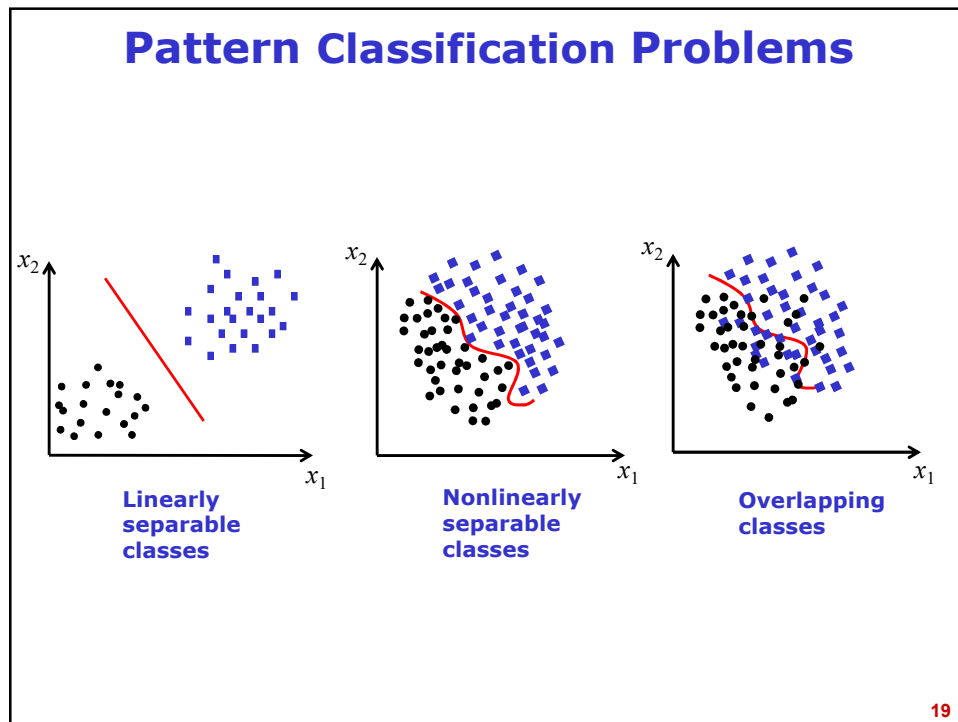 Pattern Classification Problems
x2
x1
Linearly
separable
classes
x2
x1
Nonlinearly
separable
classes
x2
x1
Overlapping
classes
19